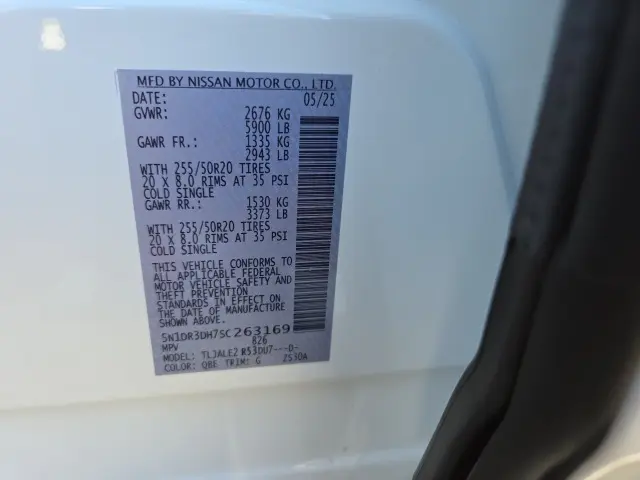 MFD BY NISSAN MOTOR CO., LTD.
DATE: 05/25
GVWR: 2676 KG
5900 LB
GAWR FR.: 1335 KG
2943 LB
WITH 255/50R20 TIRES
20 X 8.0 RIMS AT 35 PSI
COLD SINGLE
GAWR RR.: 1530 KG
3373 LB
WITH 255/50R20 TIRES
20 X 8.0 RIMS AT 35 PSI
COLD SINGLE
THIS VEHICLE CONFORMS TO
ALL APPLICABLE FEDERAL
MOTOR VEHICLE SAFETY AND
THEFT PREVENTION
STANDARDS IN EFFECT ON
THE DATE OF MANUFACTURE
SHOWN ABOVE.
5N1DR3DH7SC263169
MPV 826
MODEL: TLJALE2 R53DU7---D-
COLOR: QBE TRIM: G 2530A